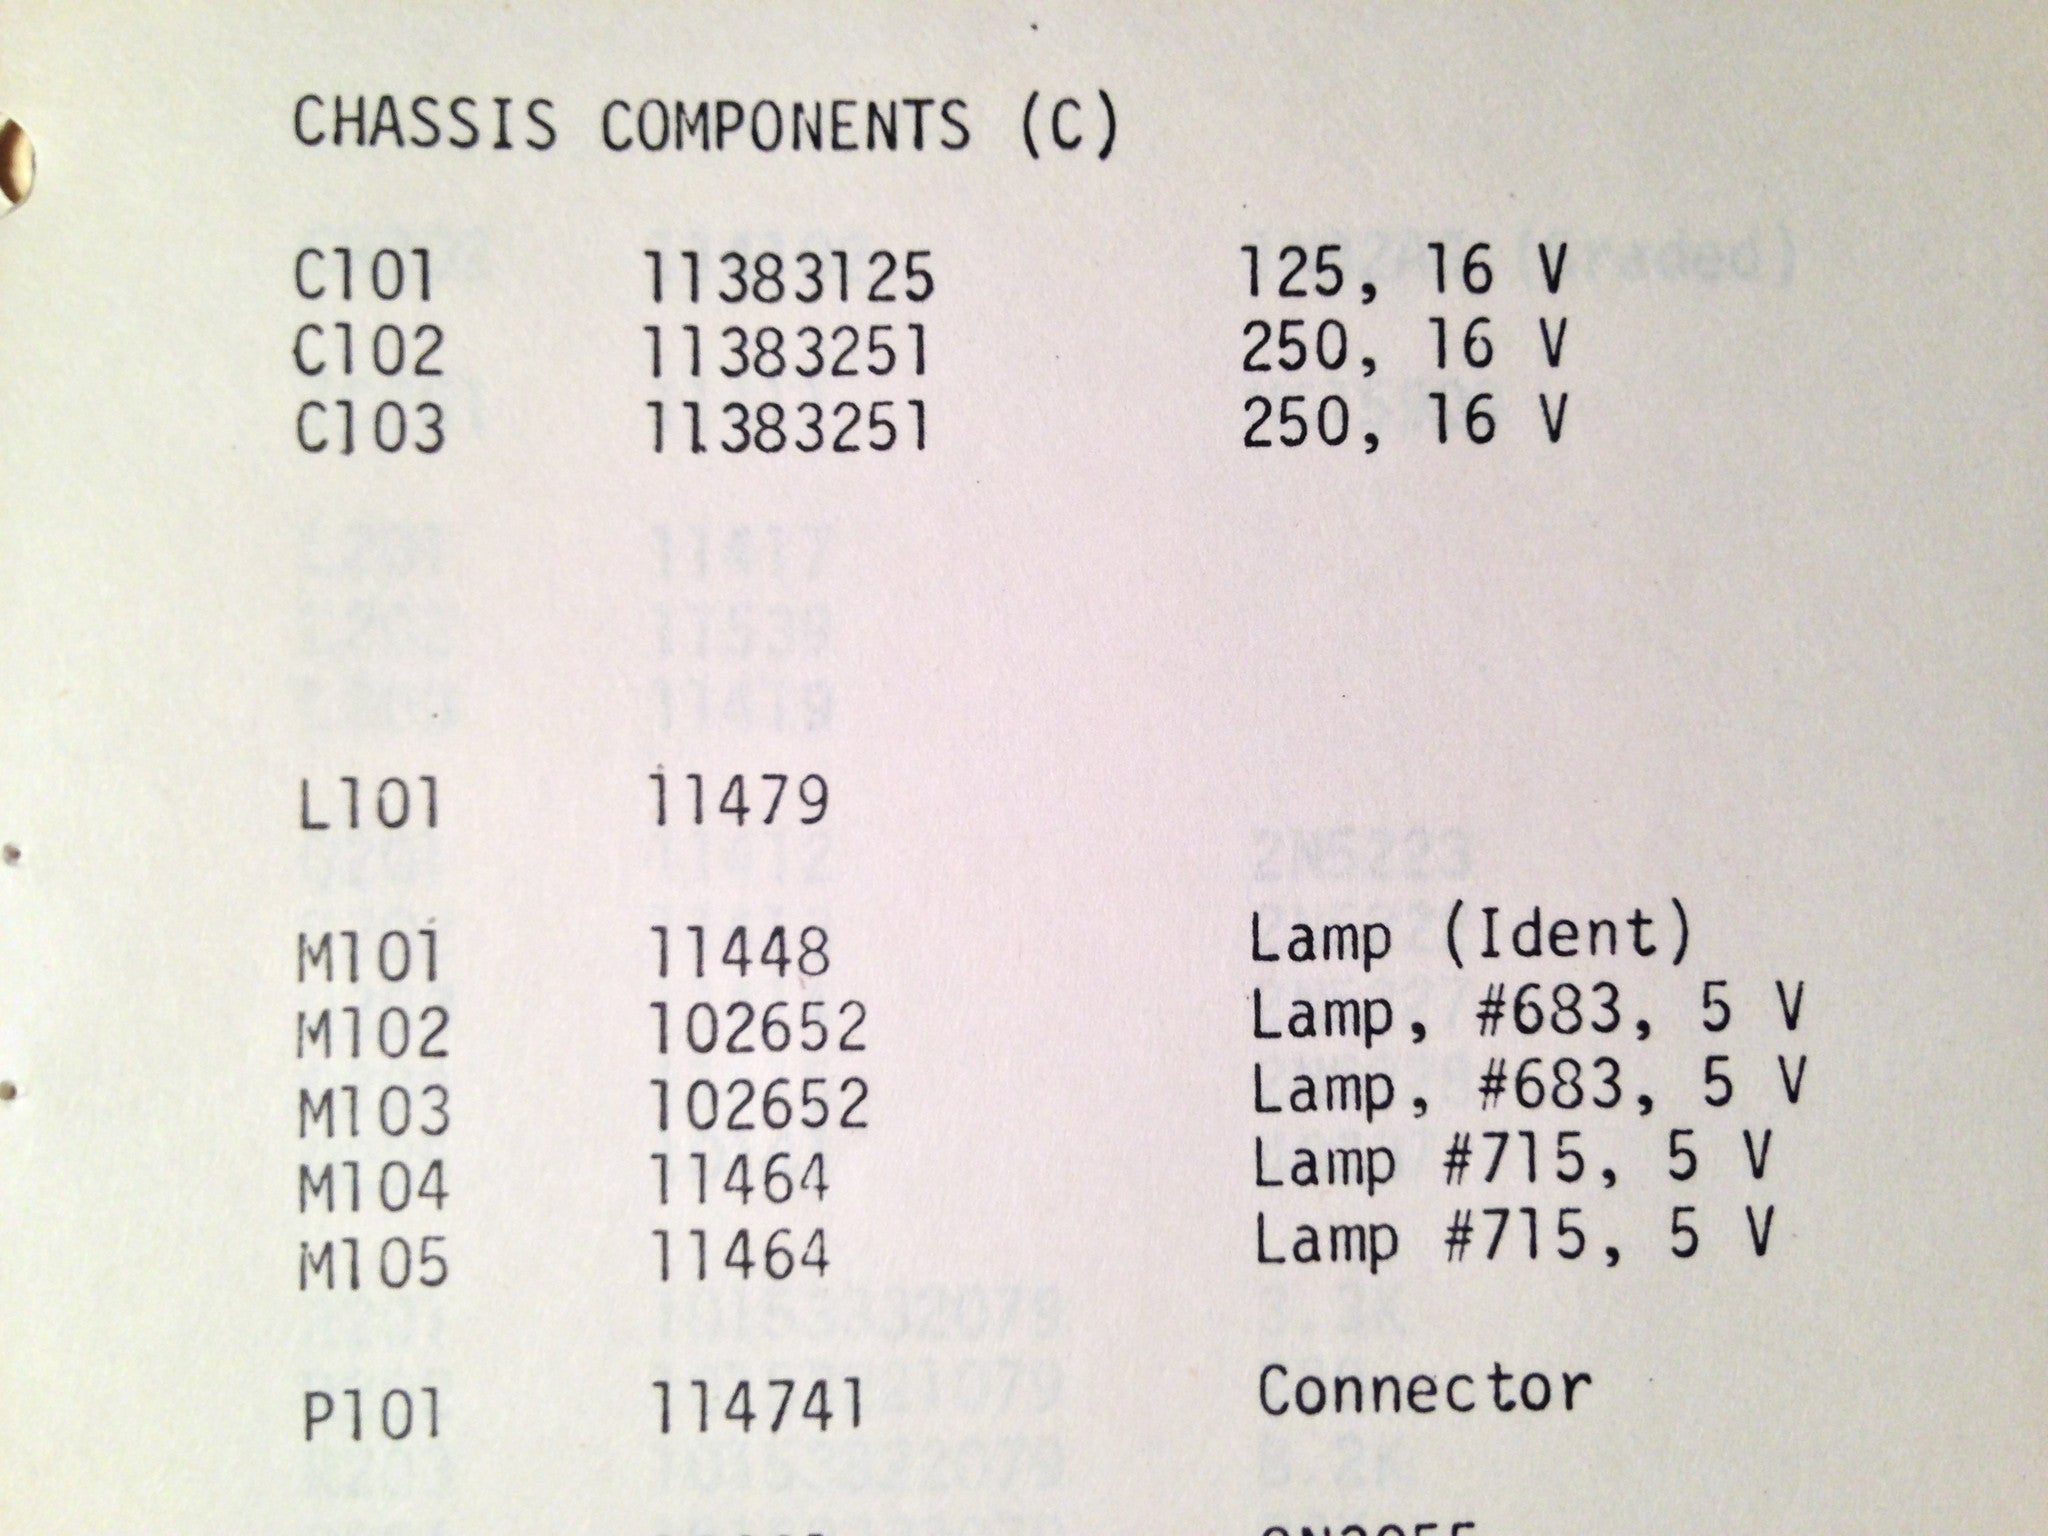 CHASSIS COMPONENTS (C)
C101 11383125 125, 16 V
C102 11383251 250, 16 V
C103 11383251 250, 16 V
L101 11479
M101 11448 Lamp (Ident)
M102 102652 Lamp, #683, 5 V
M103 102652 Lamp, #683, 5 V
M104 11464 Lamp #715, 5 V
M105 11464 Lamp #715, 5 V
P101 114741 Connector